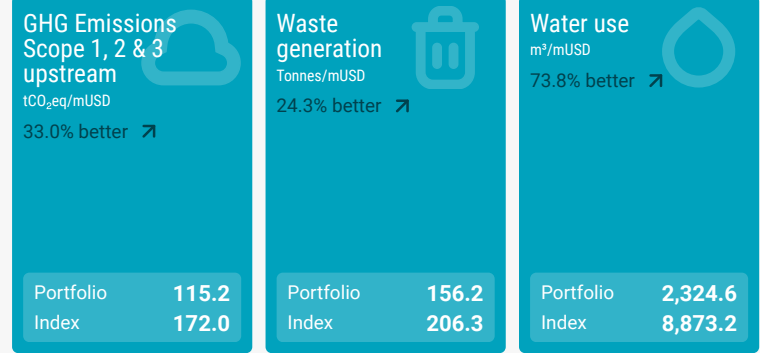 GHG Emissions
Scope 1, 2 & 3
upstream
tCO₂eq/mUSD
33.0% better
Portfolio 115.2
Index 172.0
Waste
generation
Tonnes/mUSD
24.3% better
Portfolio 156.2
Index 206.3
Water use
m³/mUSD
73.8% better
Portfolio 2,324.6
Index 8,873.2